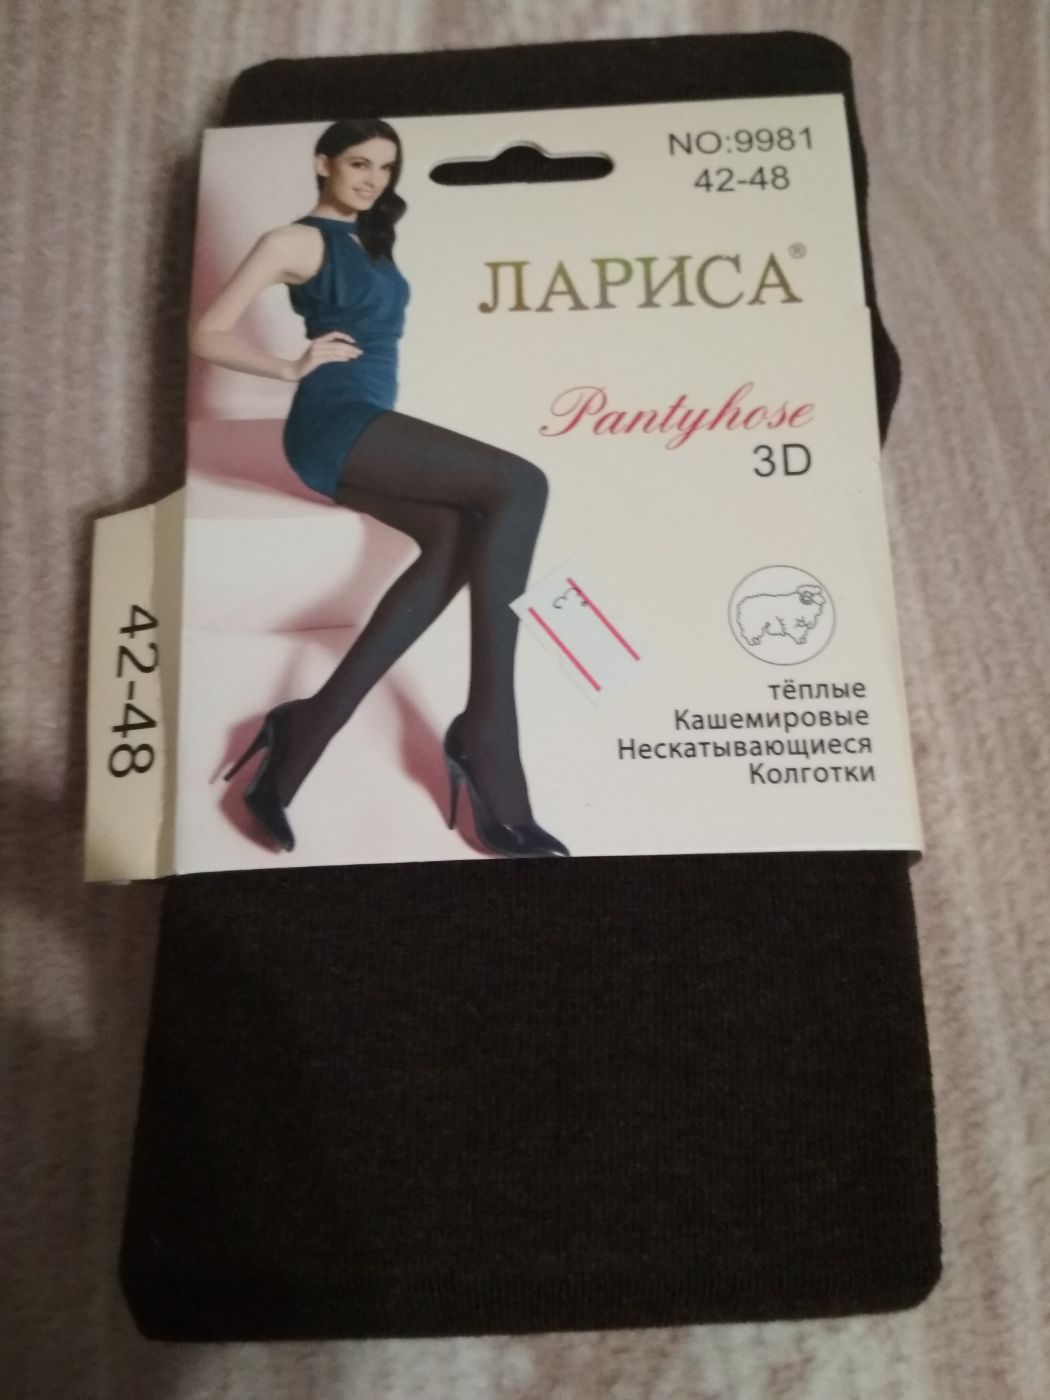 NO:9981
42-48
ЛАРИСА®
Pantyhose
3D
тёплые
Кашемировые
Нескатывающиеся
Колготки
42-48